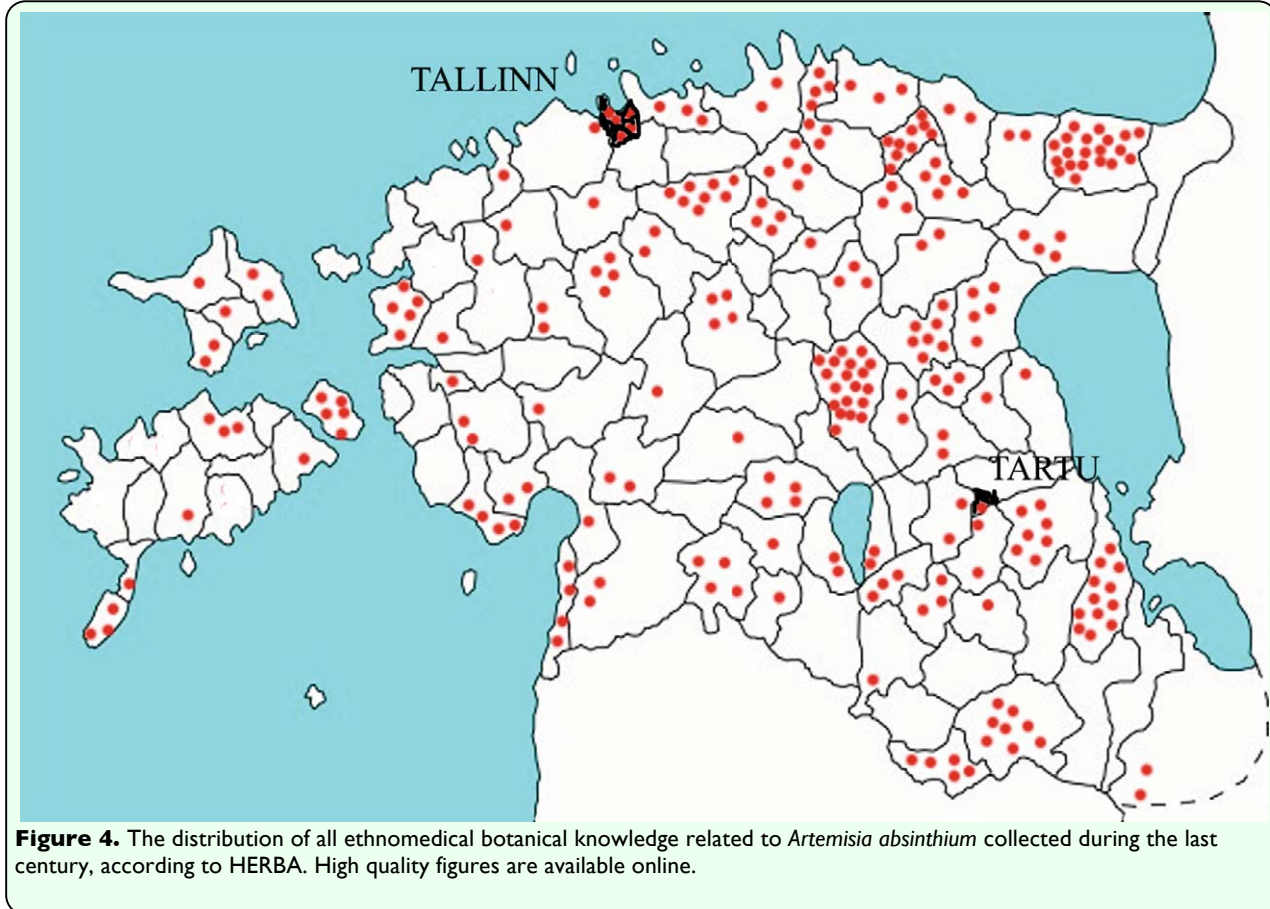 TALLINN
TARTU
Figure 4. The distribution of all ethnomedical botanical knowledge related to Artemisia absinthium collected during the last
century, according to HERBA. High quality figures are available online.